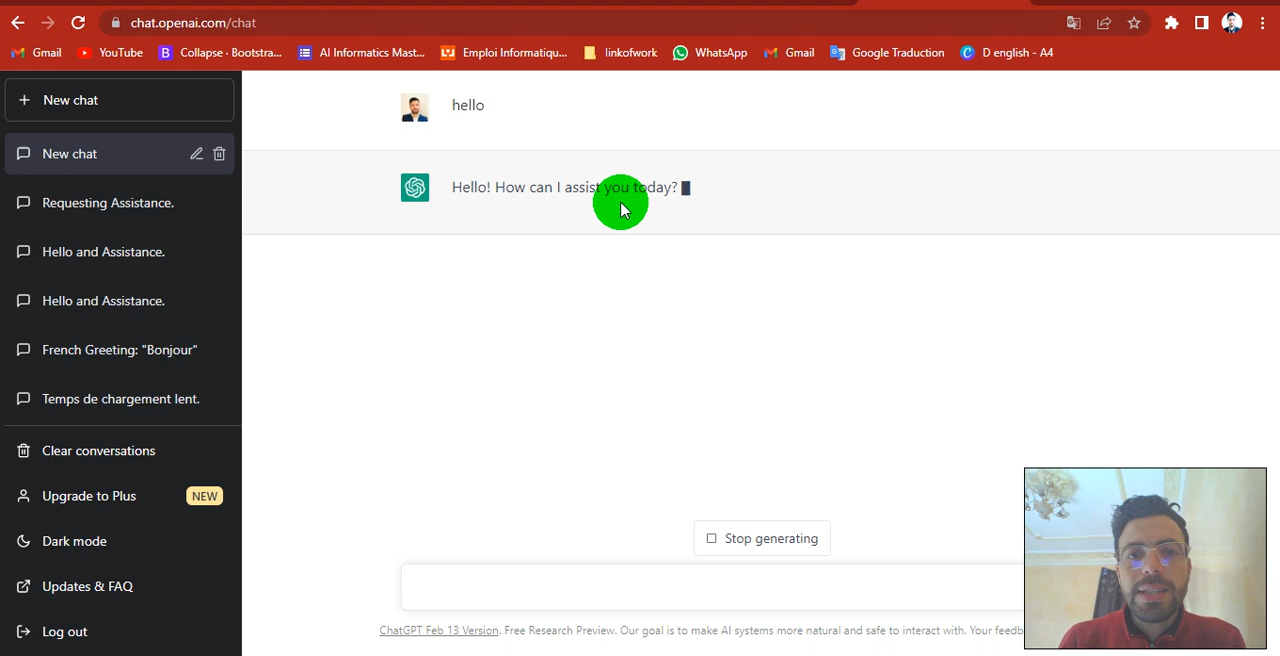 chat.openai.com/chat
Gmail YouTube Collapse · Bootstra... AI Informatics Mast... Emploi Informatiqu... linkofwork WhatsApp Gmail Google Traduction D english - A4
New chat
New chat
Requesting Assistance.
Hello and Assistance.
Hello and Assistance.
French Greeting: "Bonjour"
Temps de chargement lent.
Clear conversations
Upgrade to Plus NEW
Dark mode
Updates & FAQ
Log out
hello
Hello! How can I assist you today?
Stop generating
ChatGPT Feb 13 Version. Free Research Preview. Our goal is to make AI systems more natural and safe to interact with. Your feedb